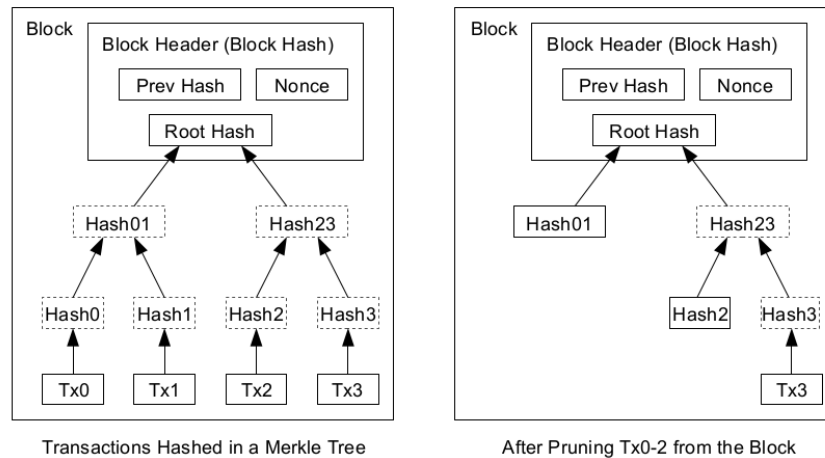 Block
Block Header (Block Hash)
Prev Hash
Nonce
Root Hash
Hash01
Hash23
Hash0
Hash1
Hash2
Hash3
Tx0
Tx1
Tx2
Tx3
Transactions Hashed in a Merkle Tree
Block
Block Header (Block Hash)
Prev Hash
Nonce
Root Hash
Hash01
Hash23
Hash2
Hash3
Tx3
After Pruning Tx0-2 from the Block